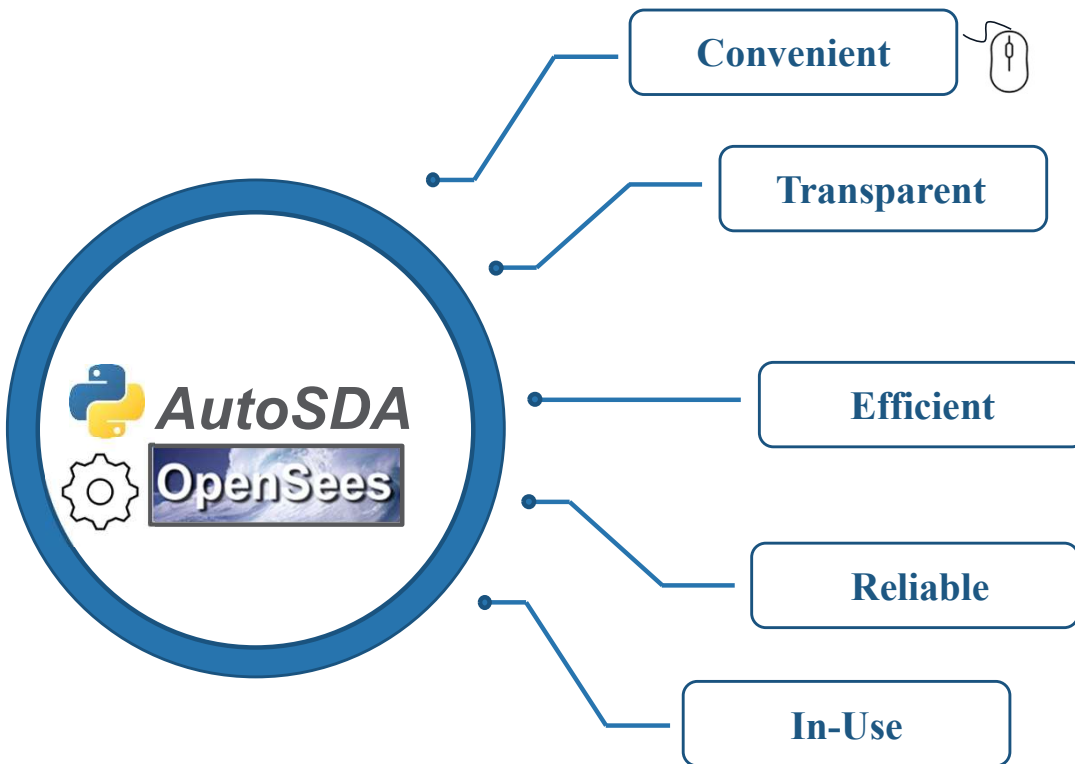 Convenient
Transparent
AutoSDA
OpenSees
Efficient
Reliable
In-Use